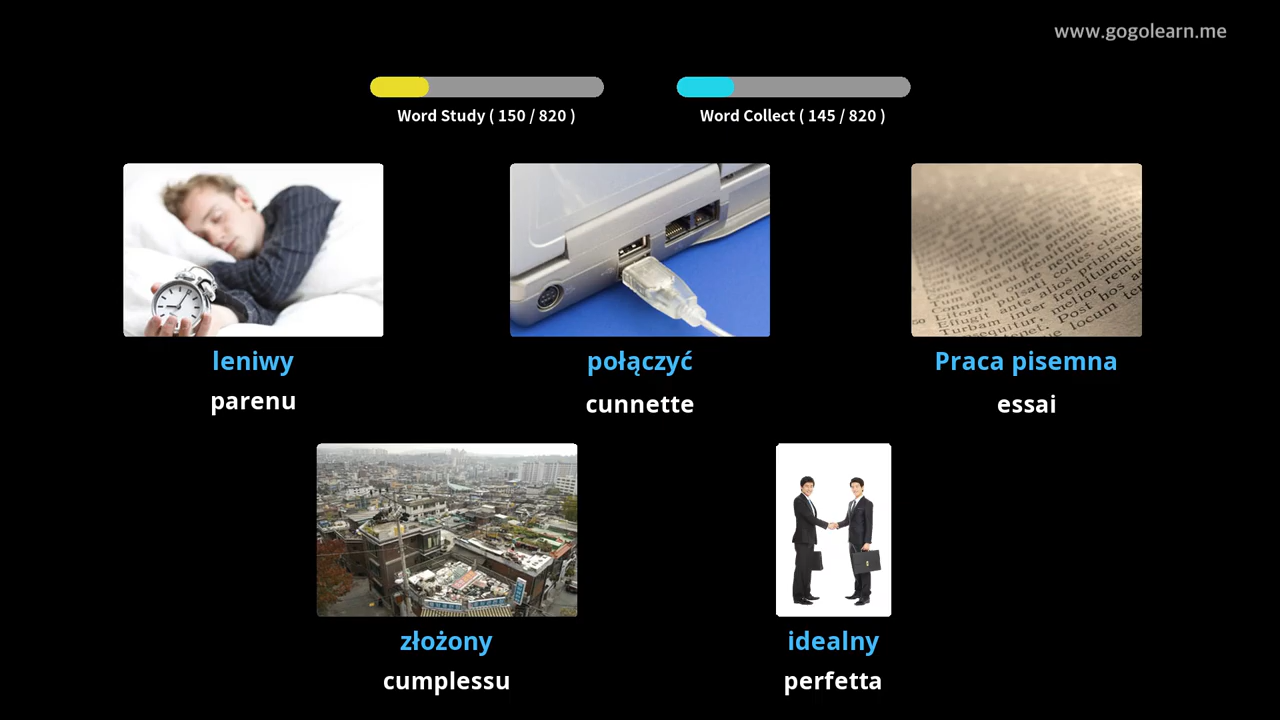 www.gogolearn.me
Word Study ( 150 / 820 )
Word Collect ( 145 / 820 )
leniwy
parenu
połączyć
cunnette
Praca pisemna
essai
złożony
cumplessu
idealny
perfetta